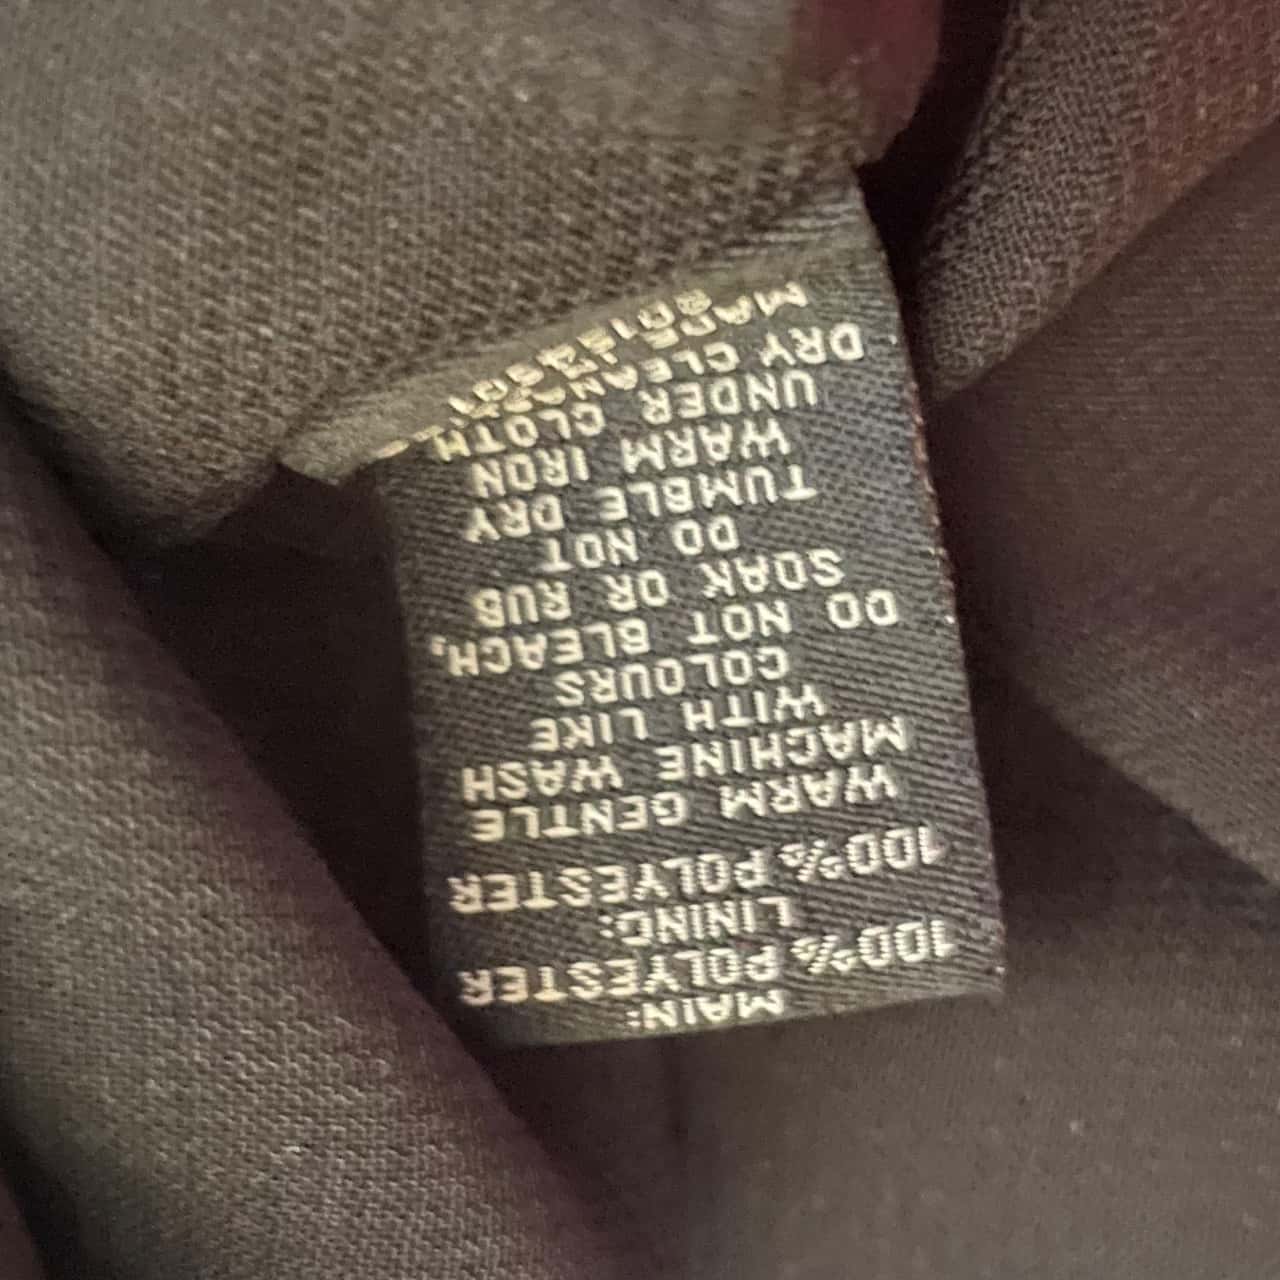 MAIN:
100% POLYESTER
LINING:
100% POLYESTER
WARM GENTLE
MACHINE WASH
WITH LIKE
COLOURS
DO NOT BLEACH,
SOAK OR RUB
DO NOT
TUMBLE DRY
WARM IRON
UNDER CLOTH
DRY CLEANABLE
MADE